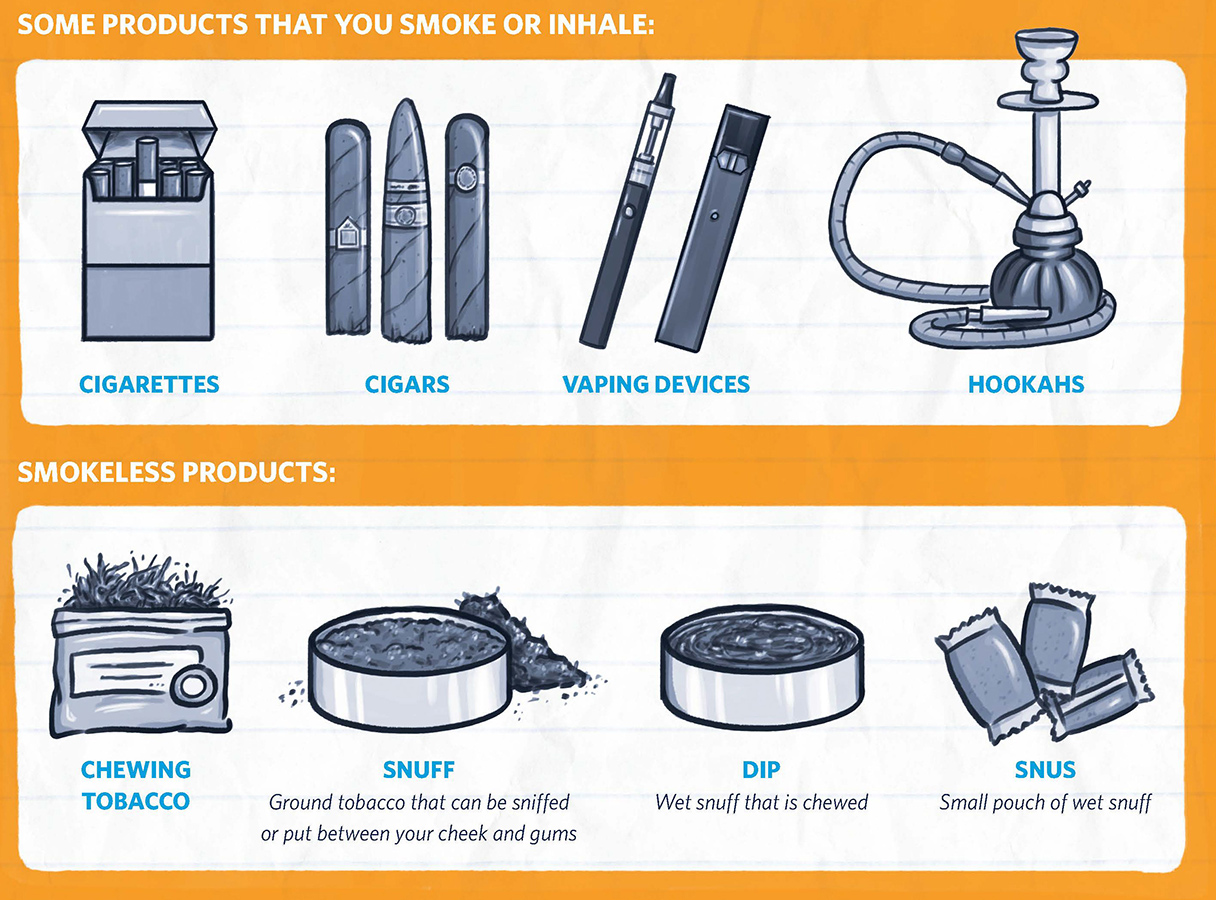 SOME PRODUCTS THAT YOU SMOKE OR INHALE:
CIGARETTES
CIGARS
VAPING DEVICES
HOOKAHS
SMOKELESS PRODUCTS:
CHEWING
TOBACCO
SNUFF
Ground tobacco that can be sniffed
or put between your cheek and gums
DIP
Wet snuff that is chewed
SNUS
Small pouch of wet snuff